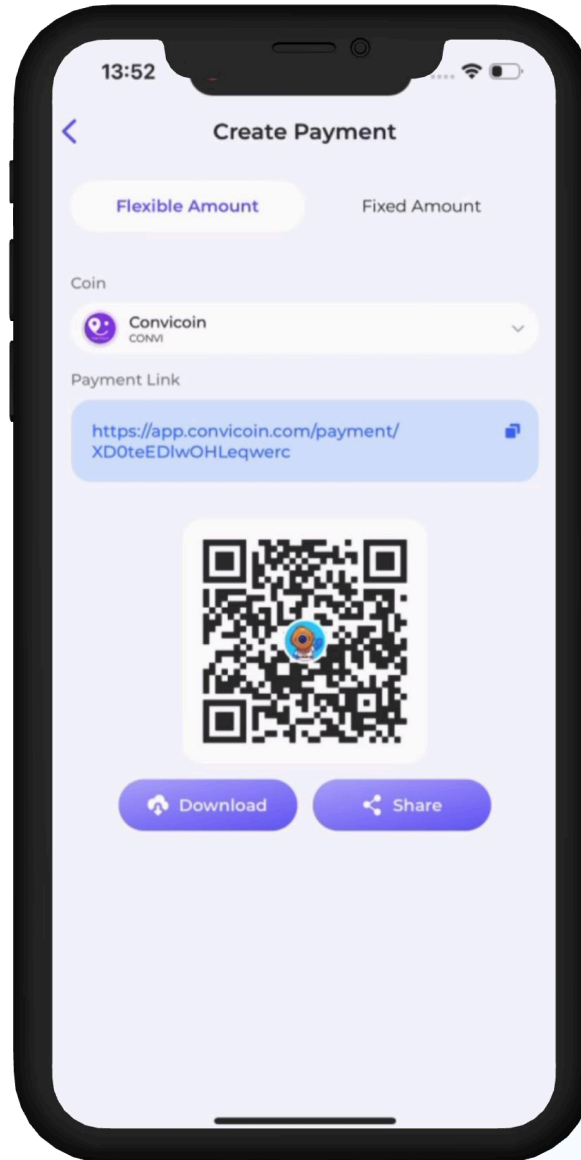 13:52
Create Payment
Flexible Amount
Fixed Amount
Coin
Convicoin
CONVI
Payment Link
https://app.convicoin.com/payment/
XD0teEDlwOHLeqwerc
Download
Share